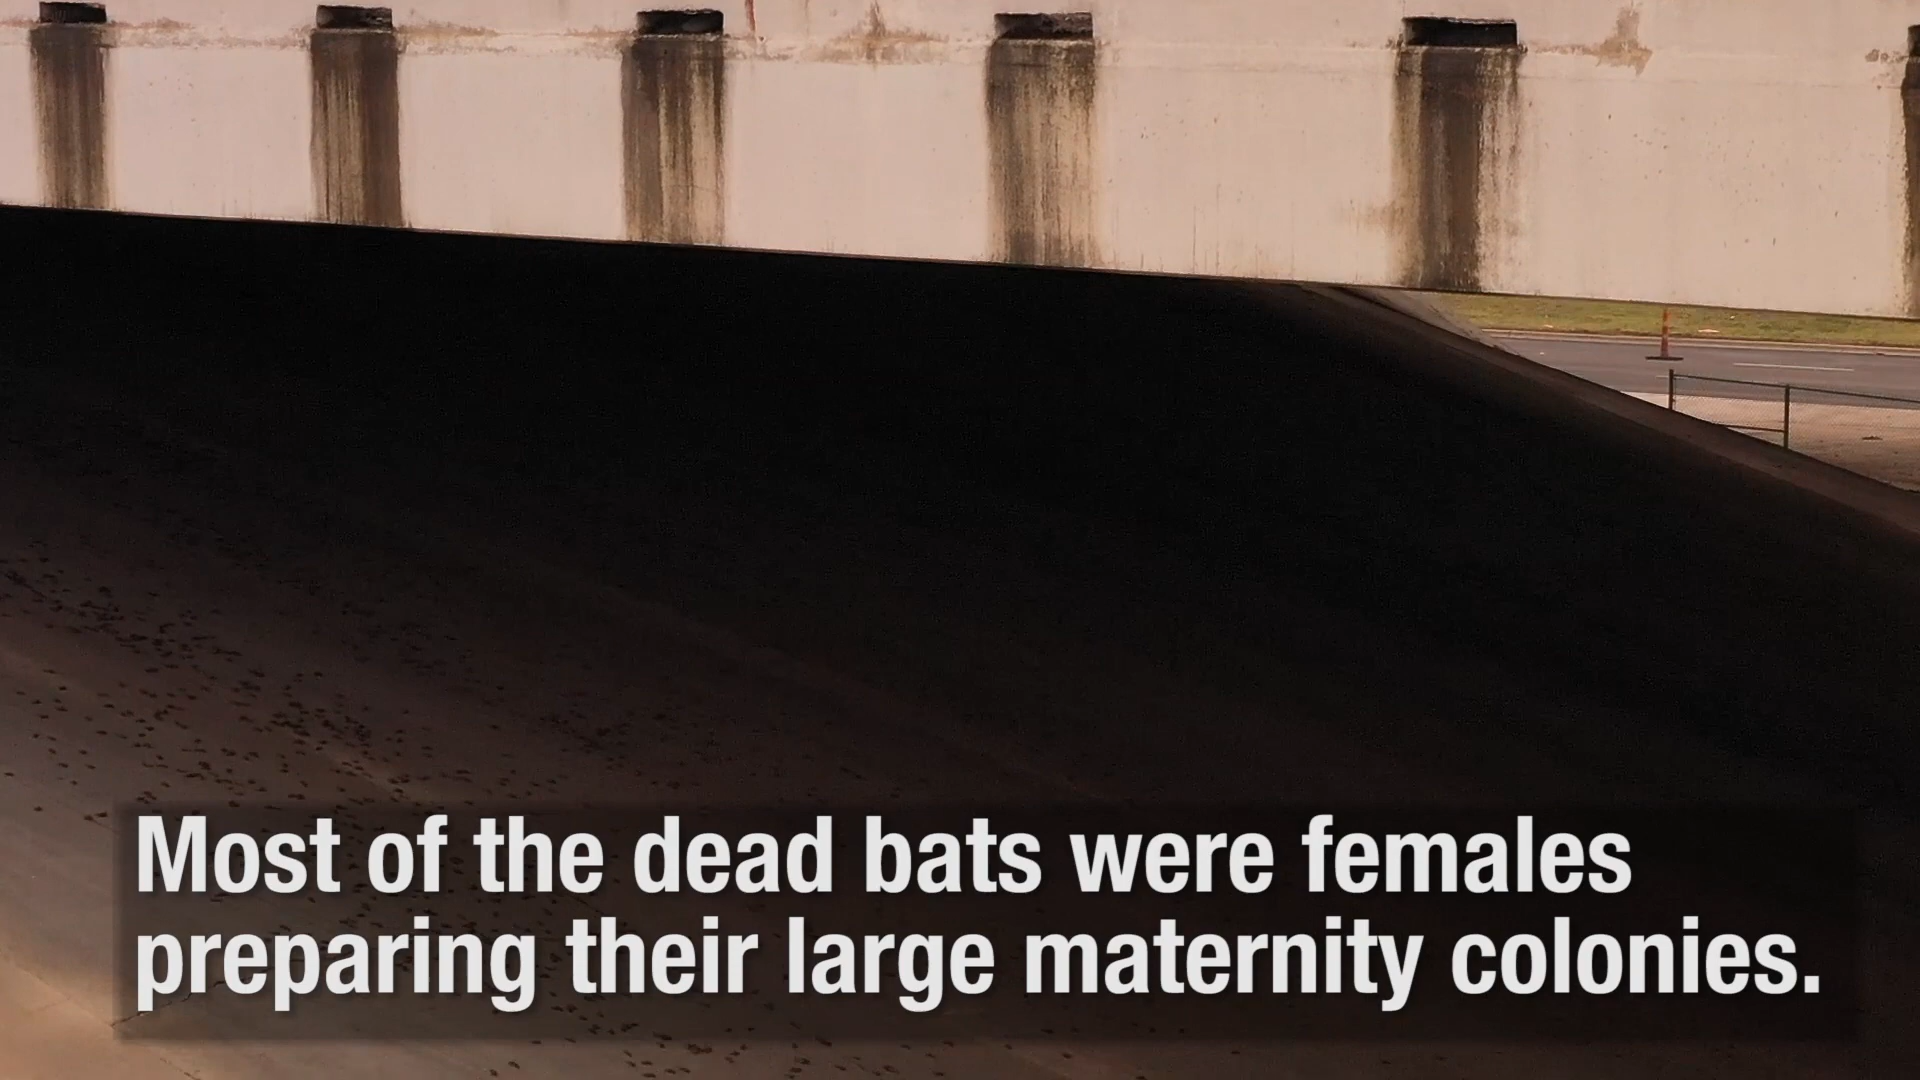 Most of the dead bats were females
preparing their large maternity colonies.